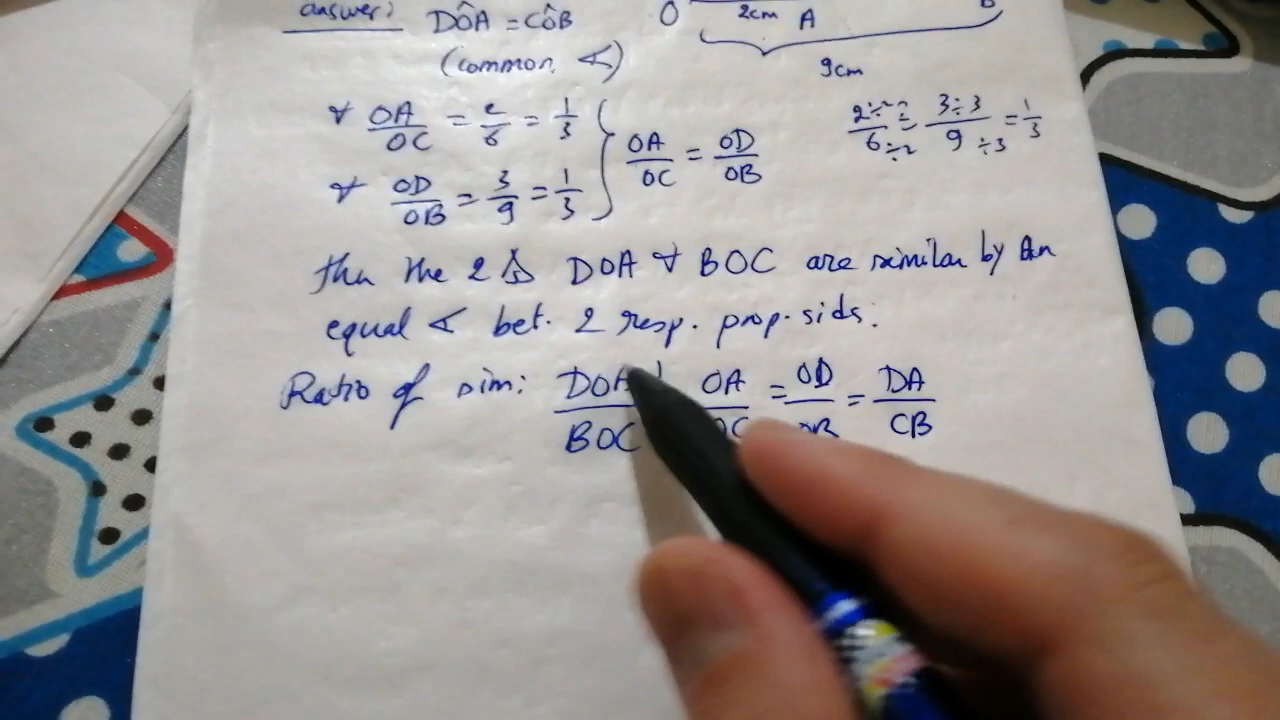 answer: DÔA = CÔB O 2cm A B
(common ∢) 9cm
OA/OC = 2/6 = 1/3 } OA/OC = OD/OB 2÷2/6÷2 = 3÷3/9÷3 = 1/3
OD/OB = 3/9 = 1/3
then the 2 Δs DOA & BOC are similar by an
equal ∢ bet. 2 resp. prop. sids:
Ratio of sim: DOA/BOC OA/OC = OD/OB = DA/CB